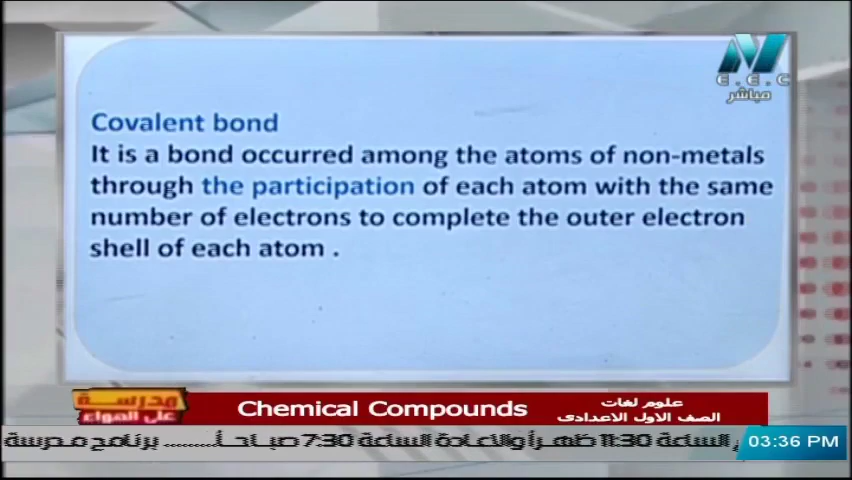 E.E.C
مباشر
Covalent bond
It is a bond occurred among the atoms of non-metals
through the participation of each atom with the same
number of electrons to complete the outer electron
shell of each atom .
مدرسة
على الهواء
Chemical Compounds
علوم لغات
الصف الاول الاعدادى
الساعة 11:30 ظهراً والاعادة الساعة 7:30 صباحاً........ برنامج مدرسة
03:36 PM